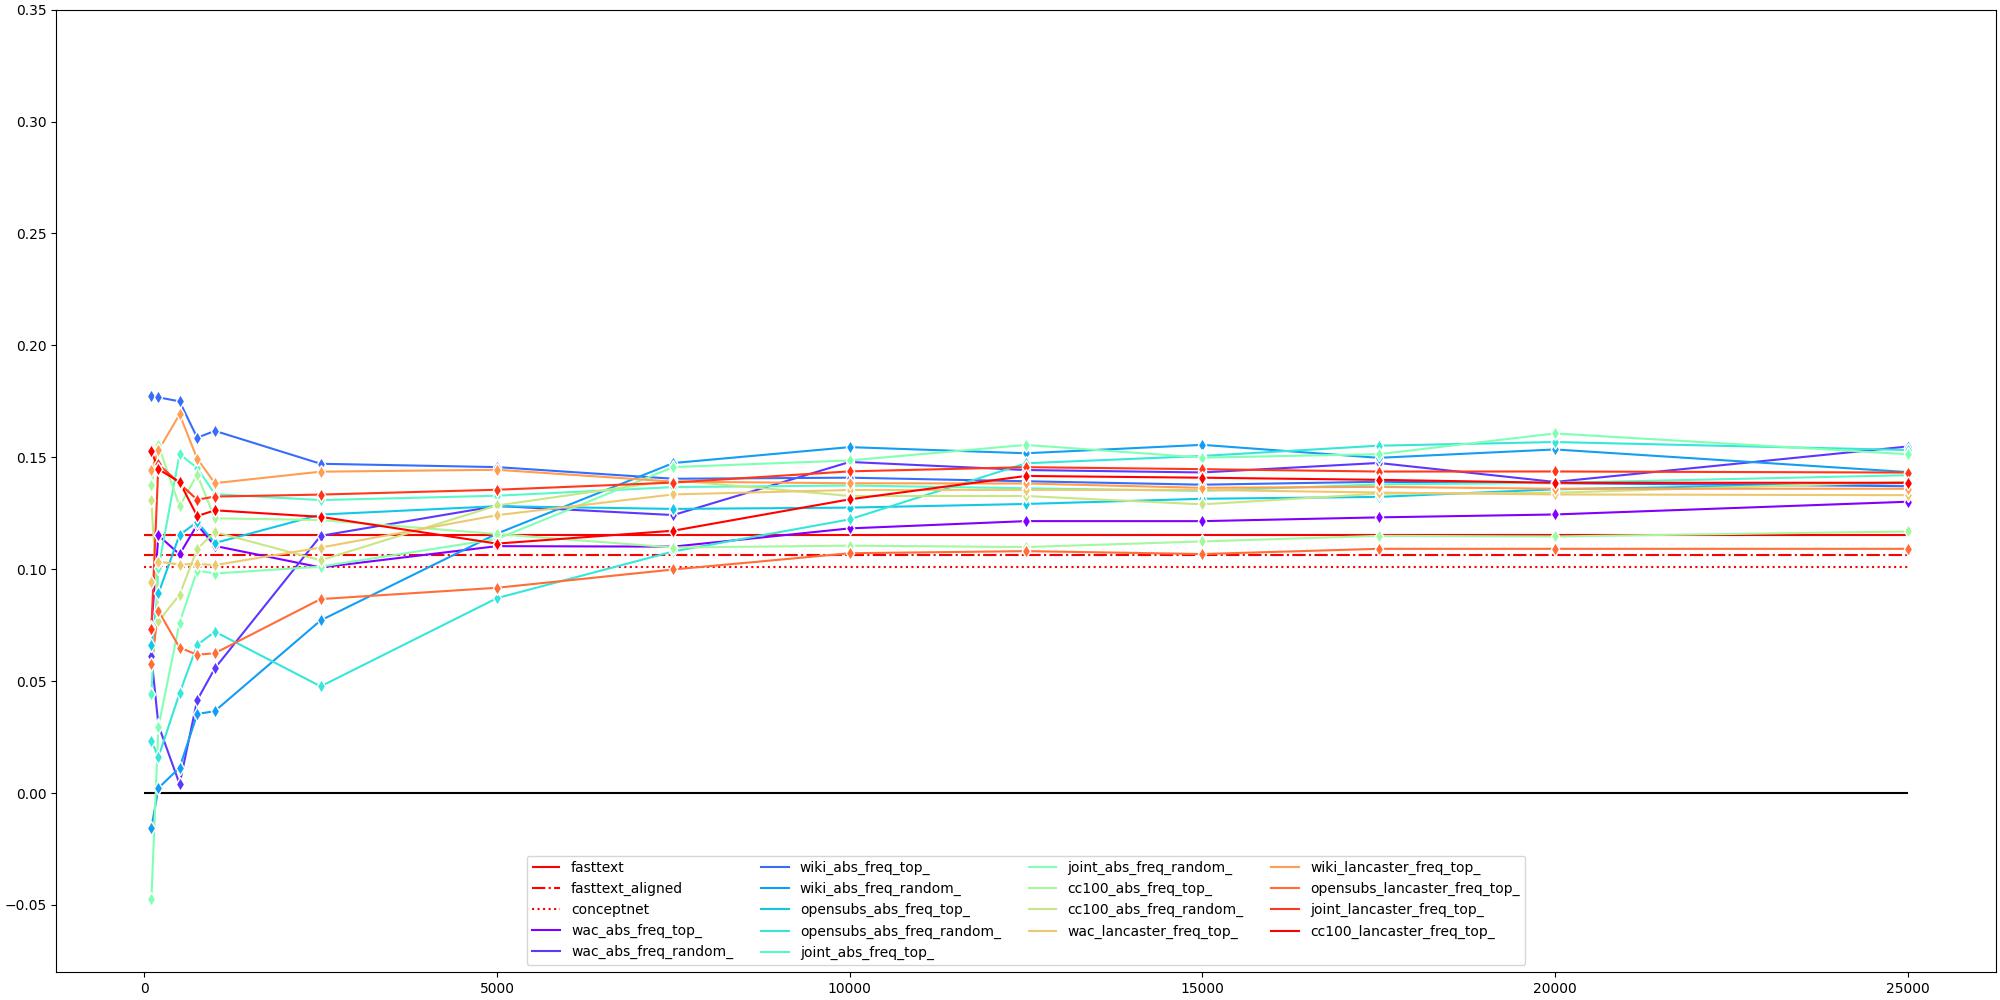 0.35
0.30
0.25
0.20
0.15
0.10
0.05
0.00
−0.05
0 5000 10000 15000 20000 25000
fasttext
fasttext_aligned
conceptnet
wac_abs_freq_top_
wac_abs_freq_random_
wiki_abs_freq_top_
wiki_abs_freq_random_
opensubs_abs_freq_top_
opensubs_abs_freq_random_
joint_abs_freq_top_
joint_abs_freq_random_
cc100_abs_freq_top_
cc100_abs_freq_random_
wac_lancaster_freq_top_
wiki_lancaster_freq_top_
opensubs_lancaster_freq_top_
joint_lancaster_freq_top_
cc100_lancaster_freq_top_